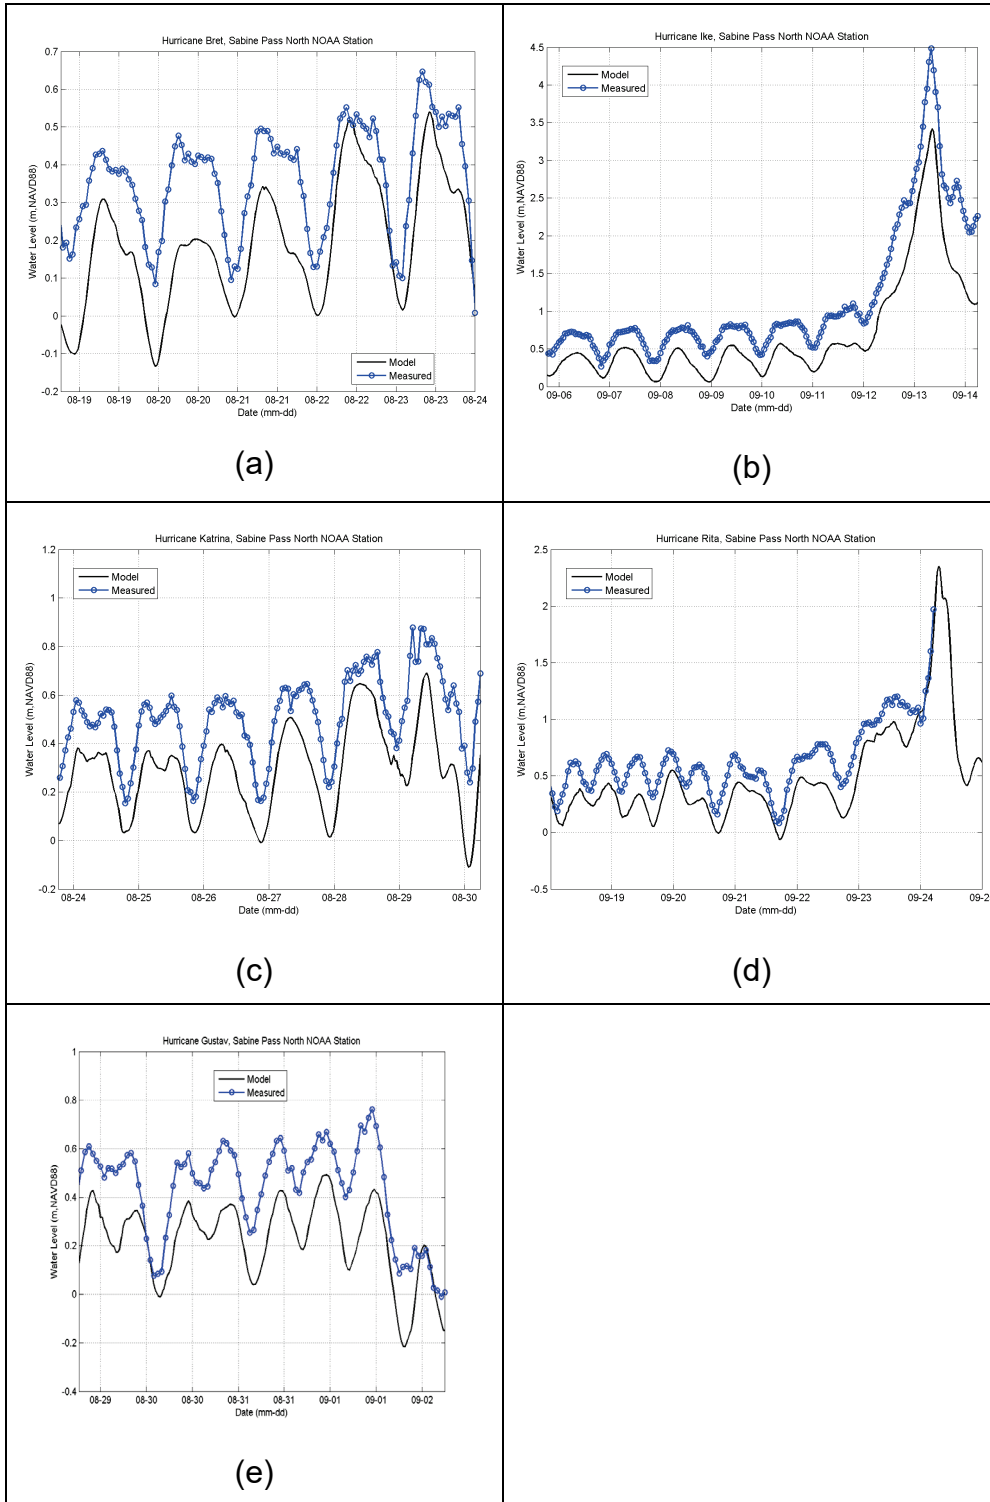 Hurricane Bret, Sabine Pass North NOAA Station
Water Level (m,NAVD88)
0.7
0.6
0.5
0.4
0.3
0.2
0.1
0
-0.1
-0.2
Model
Measured
08-19 08-19 08-20 08-20 08-21 08-21 08-22 08-22 08-23 08-23 08-24
Date (mm-dd)
(a)
Hurricane Ike, Sabine Pass North NOAA Station
Water Level (m,NAVD88)
4.5
4
3.5
3
2.5
2
1.5
1
0.5
0
Model
Measured
09-06 09-07 09-08 09-09 09-10 09-11 09-12 09-13 09-14
Date (mm-dd)
(b)
Hurricane Katrina, Sabine Pass North NOAA Station
Water Level (m,NAVD88)
1.2
1
0.8
0.6
0.4
0.2
0
-0.2
Model
Measured
08-24 08-25 08-26 08-27 08-28 08-29 08-30
Date (mm-dd)
(c)
Hurricane Rita, Sabine Pass North NOAA Station
Water Level (m,NAVD88)
2.5
2
1.5
1
0.5
0
-0.5
Model
Measured
09-19 09-20 09-21 09-22 09-23 09-24 09-2
Date (mm-dd)
(d)
Hurricane Gustav, Sabine Pass North NOAA Station
Water Level (m,NAVD88)
1
0.8
0.6
0.4
0.2
0
-0.2
-0.4
Model
Measured
08-29 08-30 08-30 08-31 08-31 09-01 09-01 09-02
Date (mm-dd)
(e)